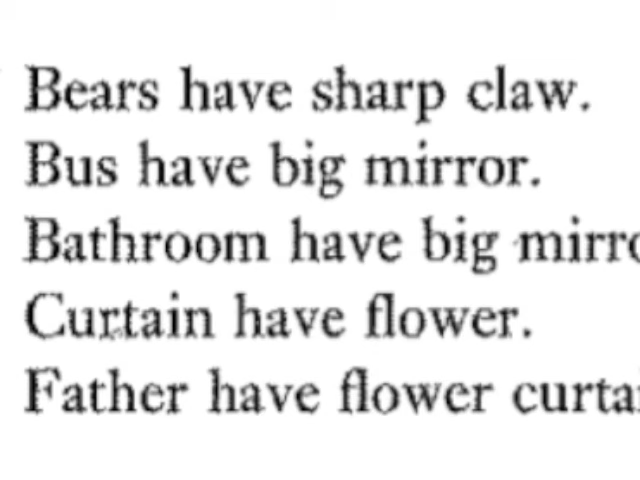 Bears have sharp claw.
Bus have big mirror.
Bathroom have big
Curtain have flower.
Father have flower